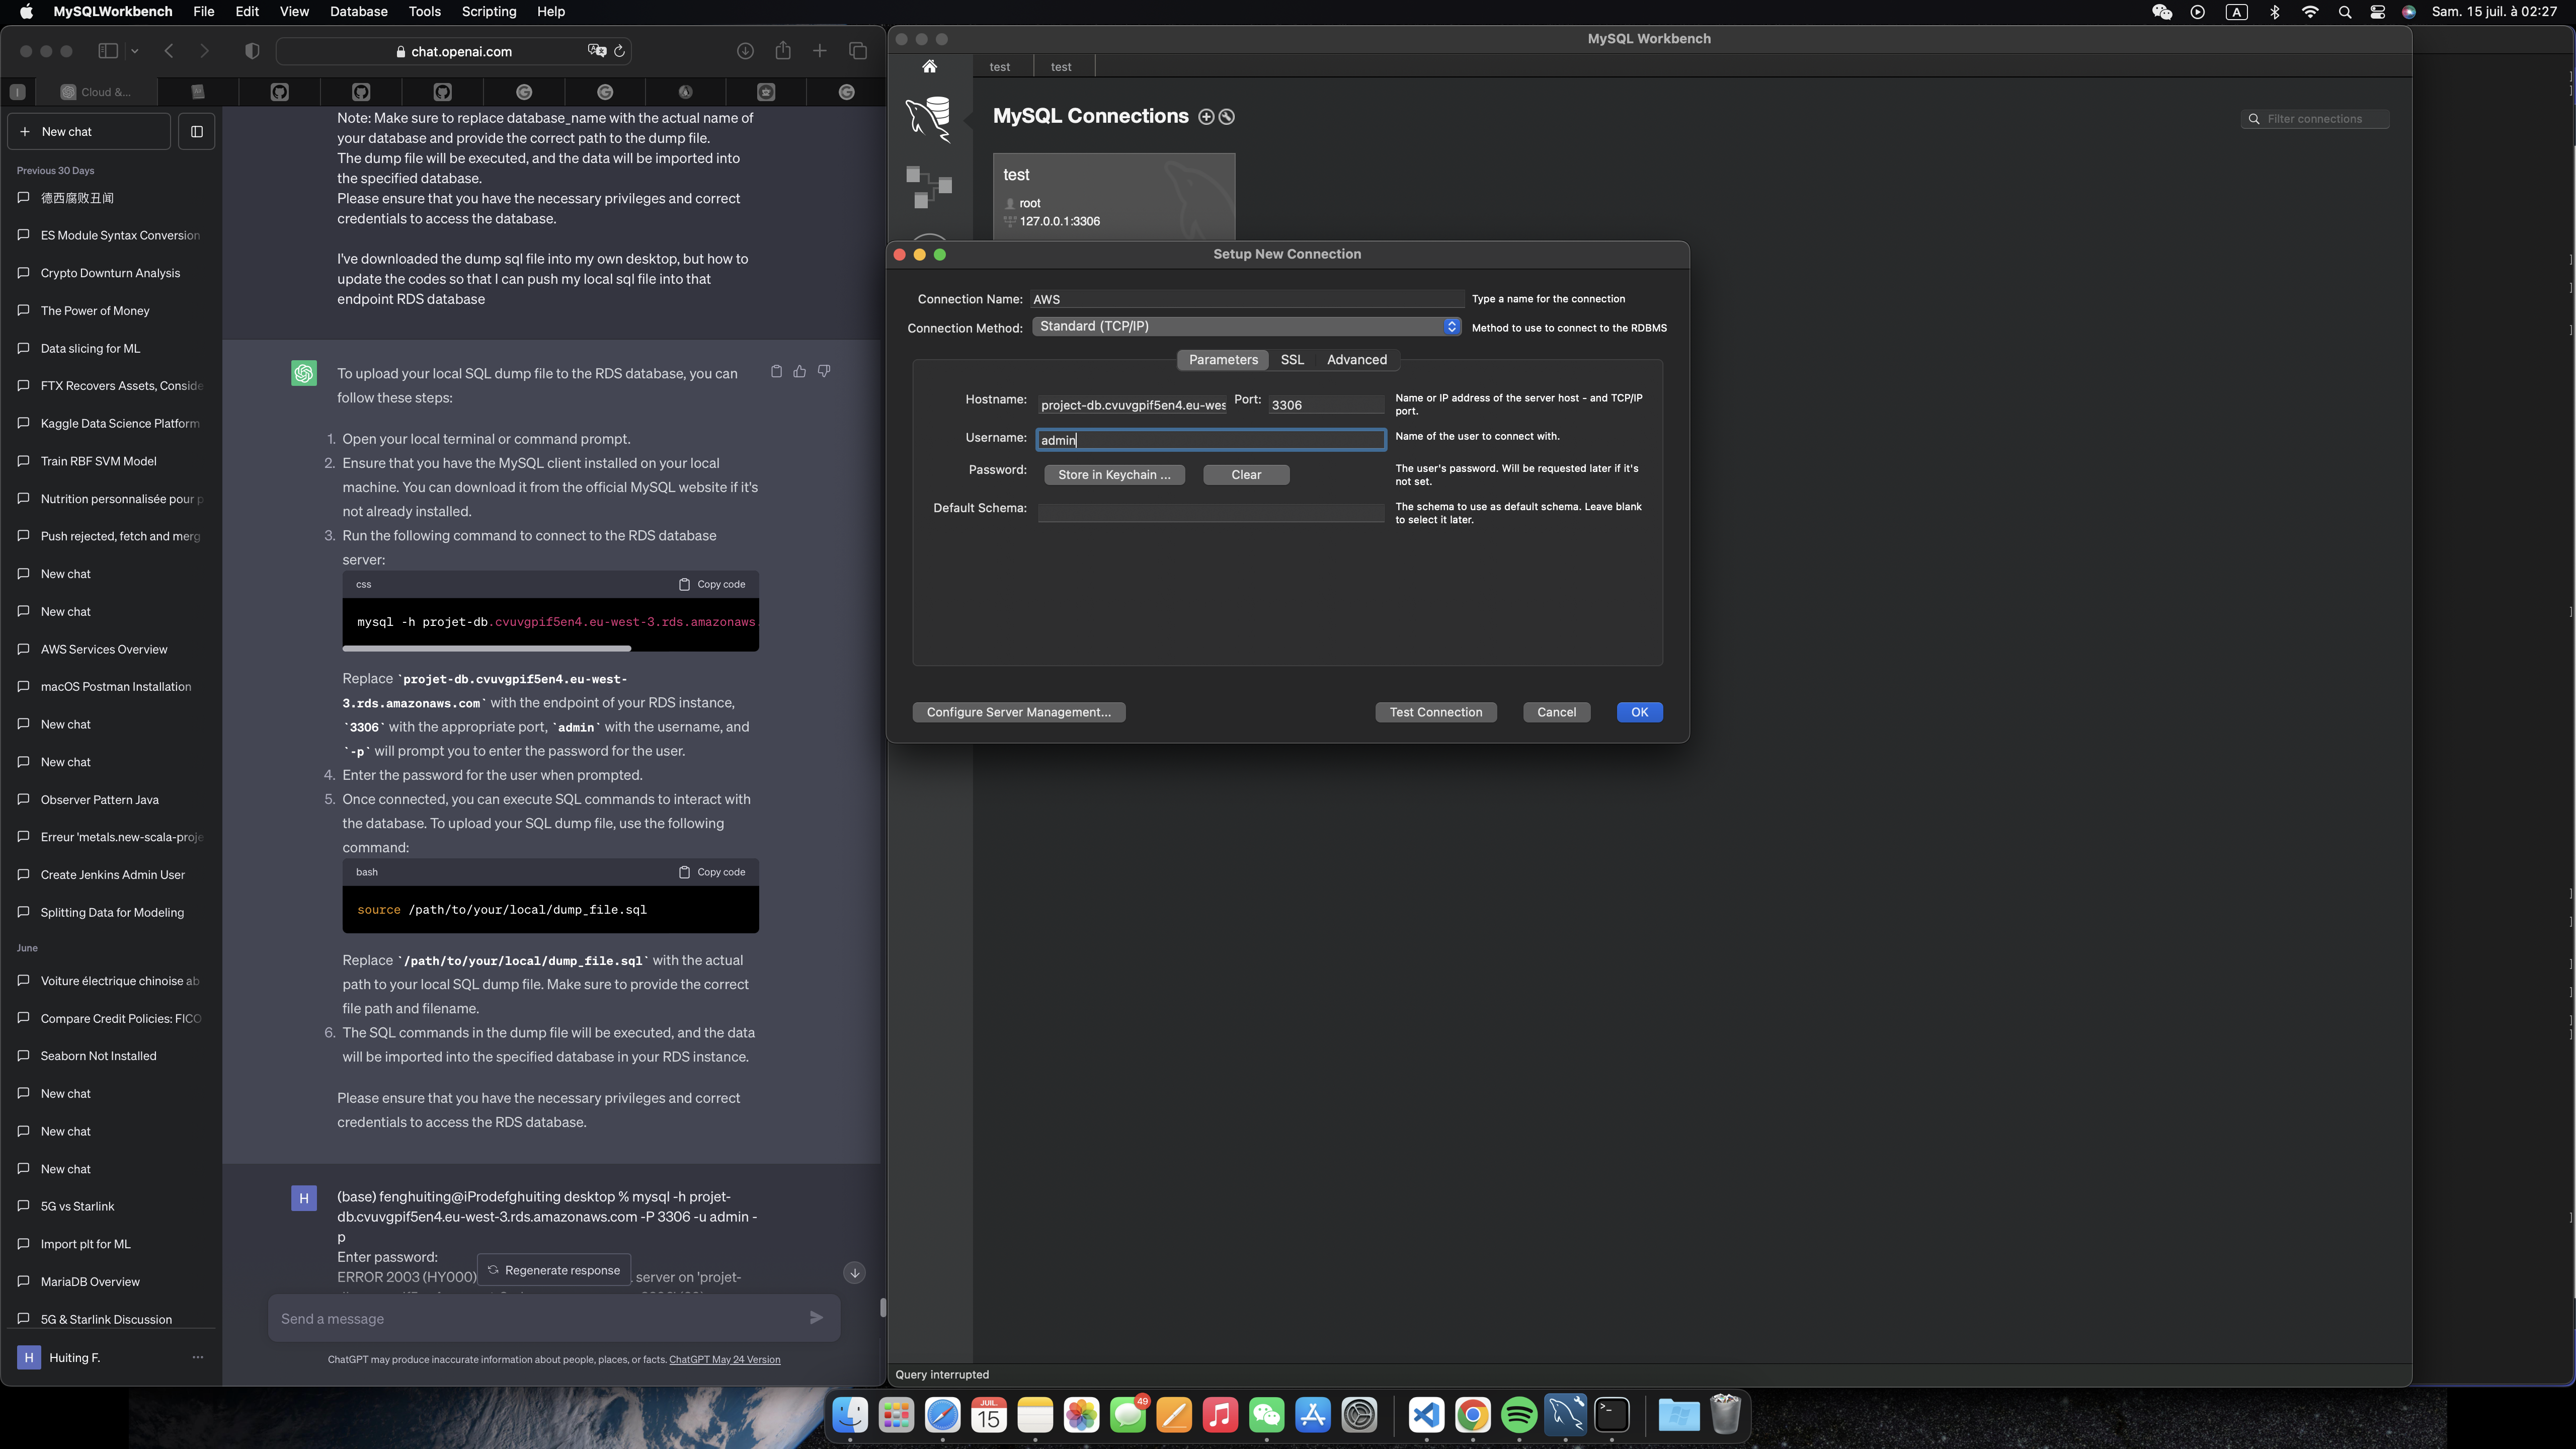 MySQLWorkbench File Edit View Database Tools Scripting Help
A
Sam. 15 juil. à 02:27
chat.openai.com
Cloud &...
New chat
Previous 30 Days
德西腐败丑闻
ES Module Syntax Conversion
Crypto Downturn Analysis
The Power of Money
Data slicing for ML
FTX Recovers Assets, Conside
Kaggle Data Science Platform
Train RBF SVM Model
Nutrition personnalisée pour p
Push rejected, fetch and merg
New chat
New chat
AWS Services Overview
macOS Postman Installation
New chat
New chat
Observer Pattern Java
Erreur 'metals.new-scala-proje
Create Jenkins Admin User
Splitting Data for Modeling
June
Voiture électrique chinoise ab
Compare Credit Policies: FICO
Seaborn Not Installed
New chat
New chat
New chat
5G vs Starlink
Import plt for ML
MariaDB Overview
5G & Starlink Discussion
H Huiting F.
Note: Make sure to replace database_name with the actual name of
your database and provide the correct path to the dump file.
The dump file will be executed, and the data will be imported into
the specified database.
Please ensure that you have the necessary privileges and correct
credentials to access the database.
I've downloaded the dump sql file into my own desktop, but how to
update the codes so that I can push my local sql file into that
endpoint RDS database
To upload your local SQL dump file to the RDS database, you can
follow these steps:
1. Open your local terminal or command prompt.
2. Ensure that you have the MySQL client installed on your local
machine. You can download it from the official MySQL website if it's
not already installed.
3. Run the following command to connect to the RDS database
server:
css Copy code
mysql -h projet-db.cvuvgpif5en4.eu-west-3.rds.amazonaws.
Replace `projet-db.cvuvgpif5en4.eu-west-
3.rds.amazonaws.com` with the endpoint of your RDS instance,
`3306` with the appropriate port, `admin` with the username, and
`-p` will prompt you to enter the password for the user.
4. Enter the password for the user when prompted.
5. Once connected, you can execute SQL commands to interact with
the database. To upload your SQL dump file, use the following
command:
bash Copy code
source /path/to/your/local/dump_file.sql
Replace `/path/to/your/local/dump_file.sql` with the actual
path to your local SQL dump file. Make sure to provide the correct
file path and filename.
6. The SQL commands in the dump file will be executed, and the data
will be imported into the specified database in your RDS instance.
Please ensure that you have the necessary privileges and correct
credentials to access the RDS database.
H
(base) fenghuiting@iProdefghuiting desktop % mysql -h projet-
db.cvuvgpif5en4.eu-west-3.rds.amazonaws.com -P 3306 -u admin -
p
Enter password:
ERROR 2003 (HY000) server on 'projet-
Regenerate response
Send a message
ChatGPT may produce inaccurate information about people, places, or facts. ChatGPT May 24 Version
MySQL Workbench
test test
MySQL Connections
Filter connections
test
root
127.0.0.1:3306
Setup New Connection
Connection Name: AWS Type a name for the connection
Connection Method: Standard (TCP/IP) Method to use to connect to the RDBMS
Parameters SSL Advanced
Hostname: project-db.cvuvgpif5en4.eu-wes Port: 3306 Name or IP address of the server host - and TCP/IP
port.
Username: admin Name of the user to connect with.
Password: Store in Keychain ... Clear The user's password. Will be requested later if it's
not set.
Default Schema: The schema to use as default schema. Leave blank
to select it later.
Configure Server Management... Test Connection Cancel OK
Query interrupted
JUIL.
15
49